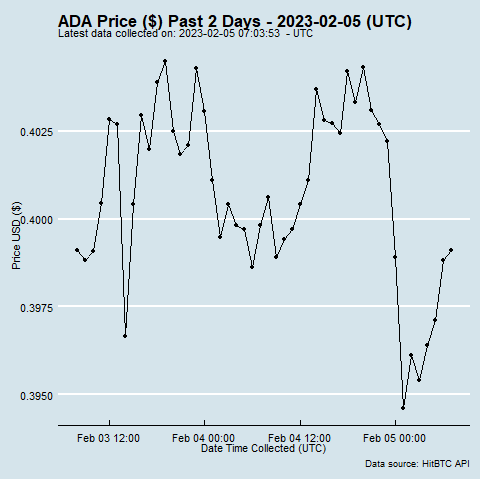 ADA Price ($) Past 2 Days - 2023-02-05 (UTC)
Latest data collected on: 2023-02-05 07:03:53  - UTC
0.4025
0.4000
0.3975
0.3950
Price USD ($)
Feb 03 12:00
Feb 04 00:00
Feb 04 12:00
Feb 05 00:00
Date Time Collected (UTC)
Data source: HitBTC API